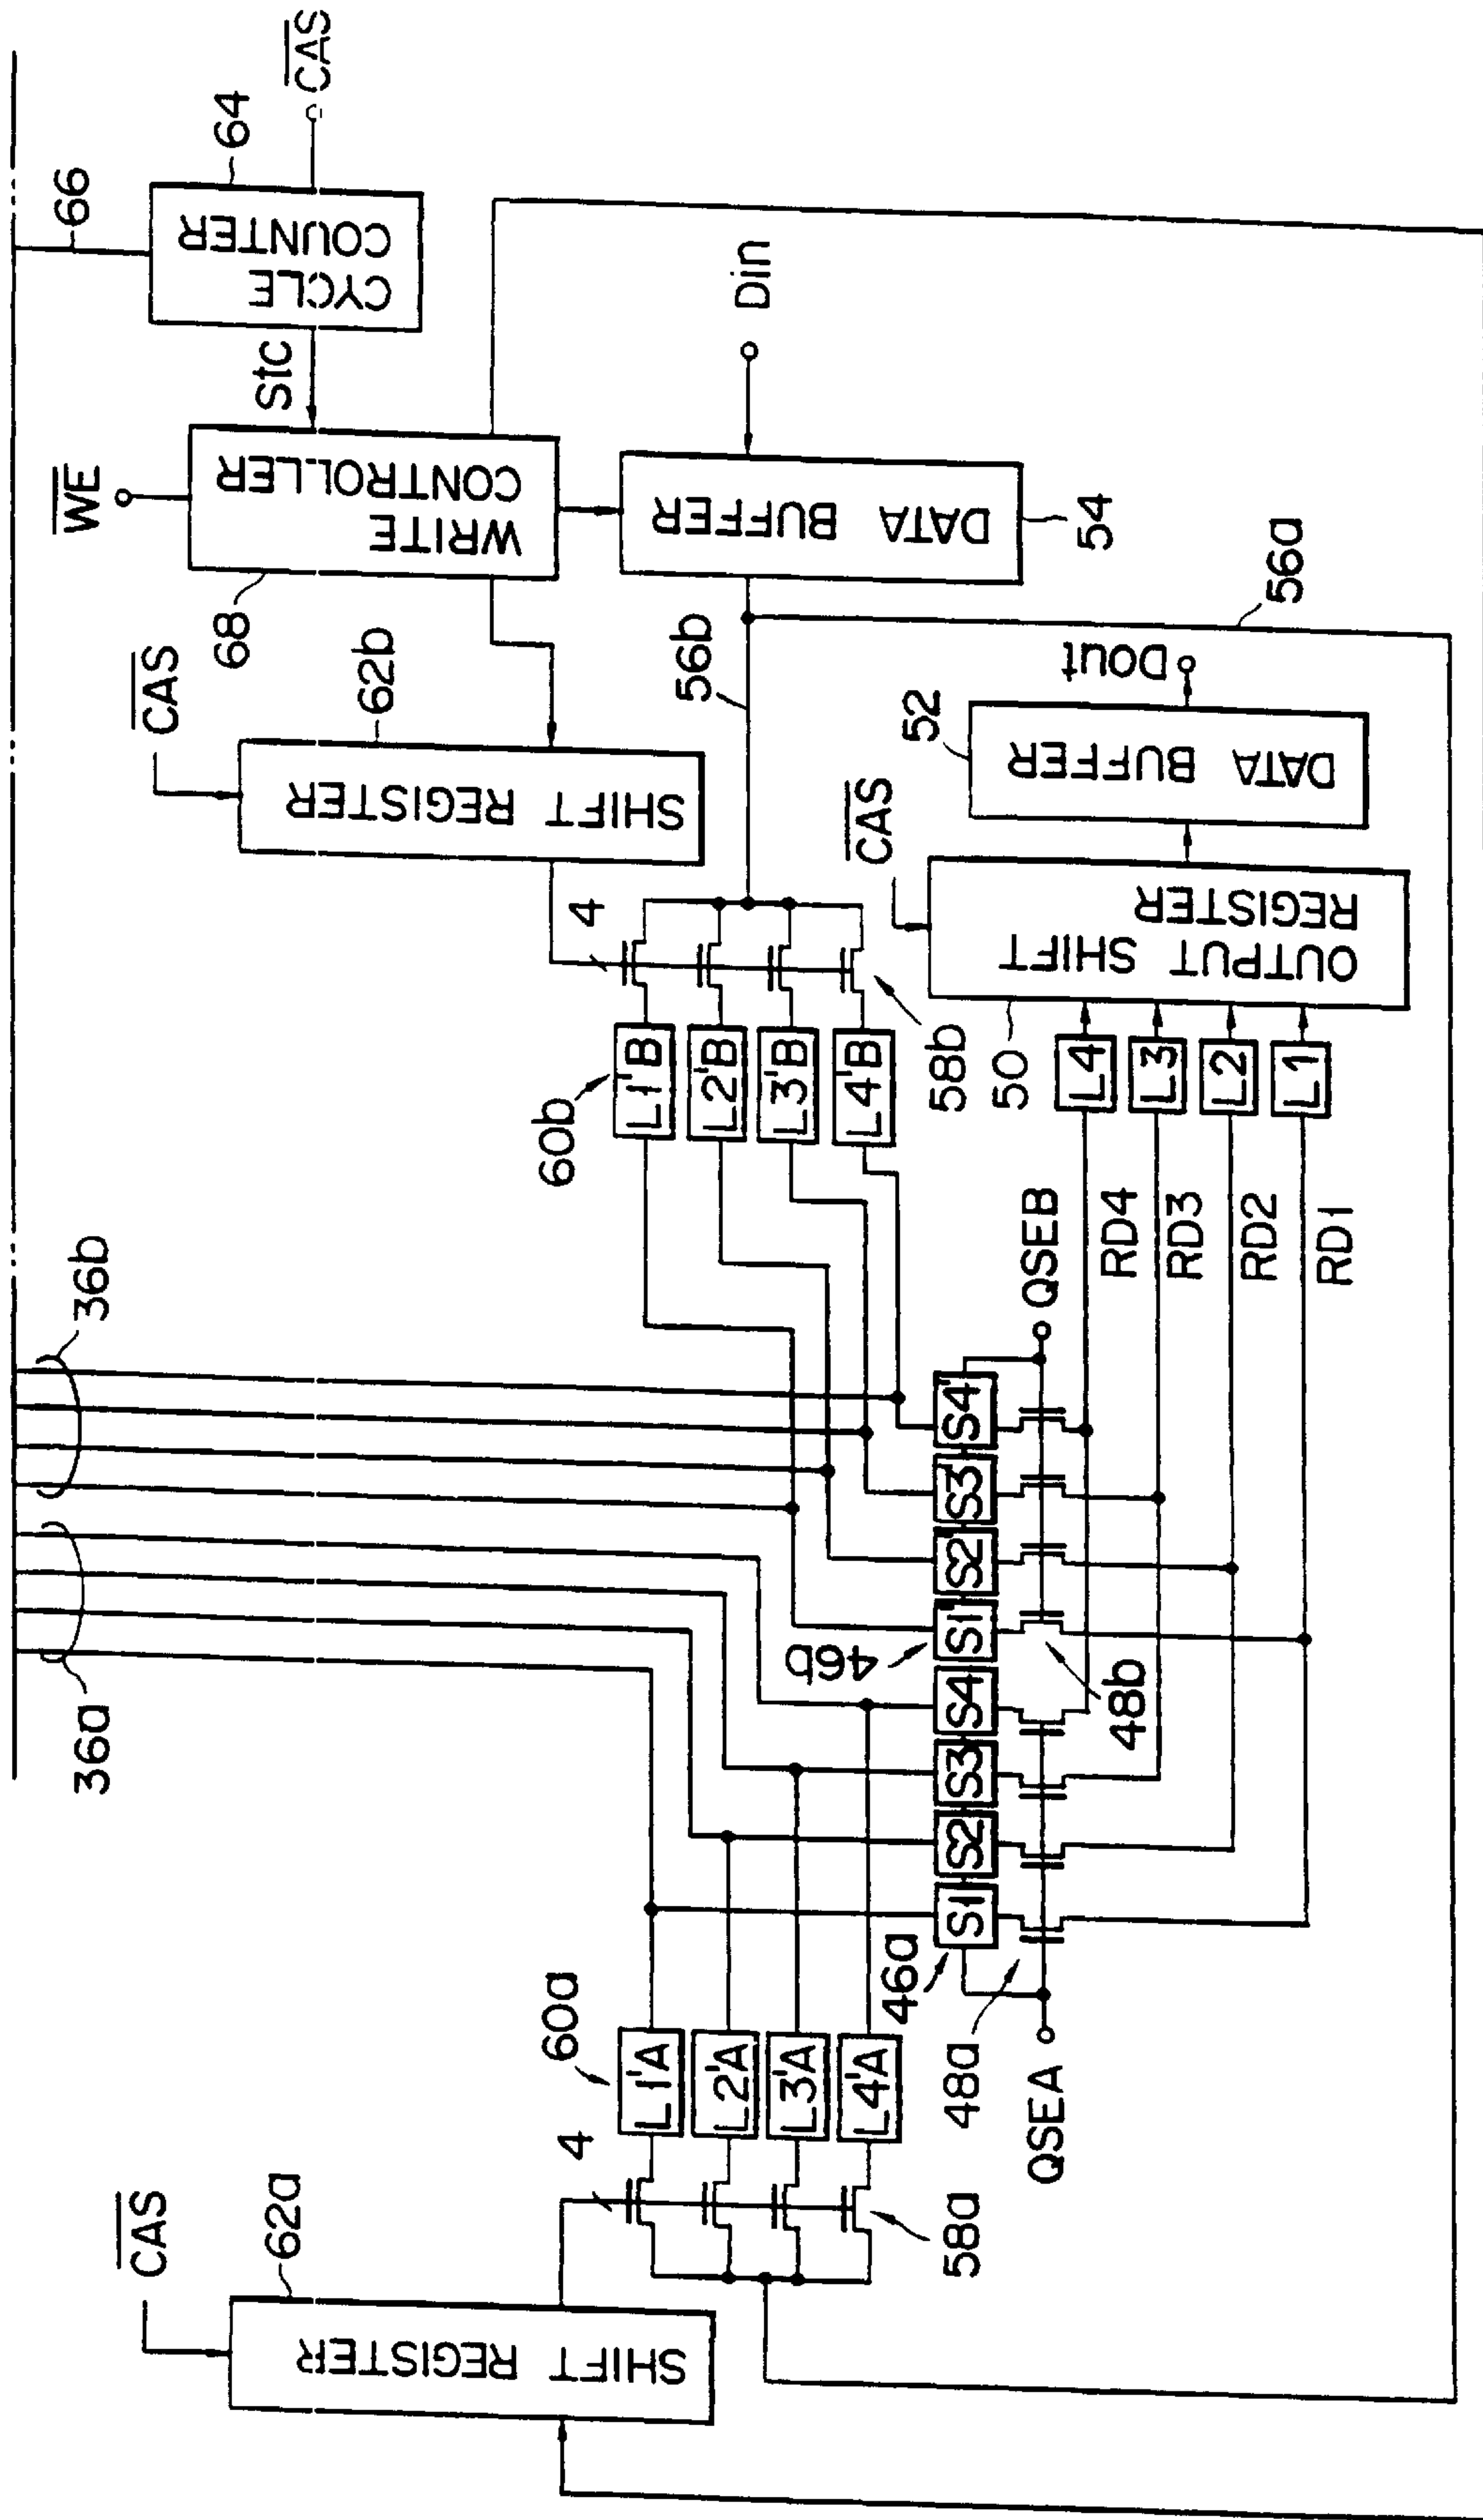 36a
36b
66
CYCLE
COUNTER
64
CAS
Stc
WE
WRITE
CONTROLLER
68
CAS
62b
SHIFT REGISTER
Din
DATA BUFFER
54
56b
56a
4
58b
60b
L1'B
L2'B
L3'B
L4'B
CAS
62a
SHIFT REGISTER
4
58a
60a
L1'A
L2'A
L3'A
L4'A
46a
S1
S2
S3
S4
46b
S1'
S2'
S3'
S4'
48a
48b
QSEA
QSEB
RD4
RD3
RD2
RD1
L4
L3
L2
L1
50
CAS
OUTPUT SHIFT
REGISTER
52
DATA BUFFER
Dout